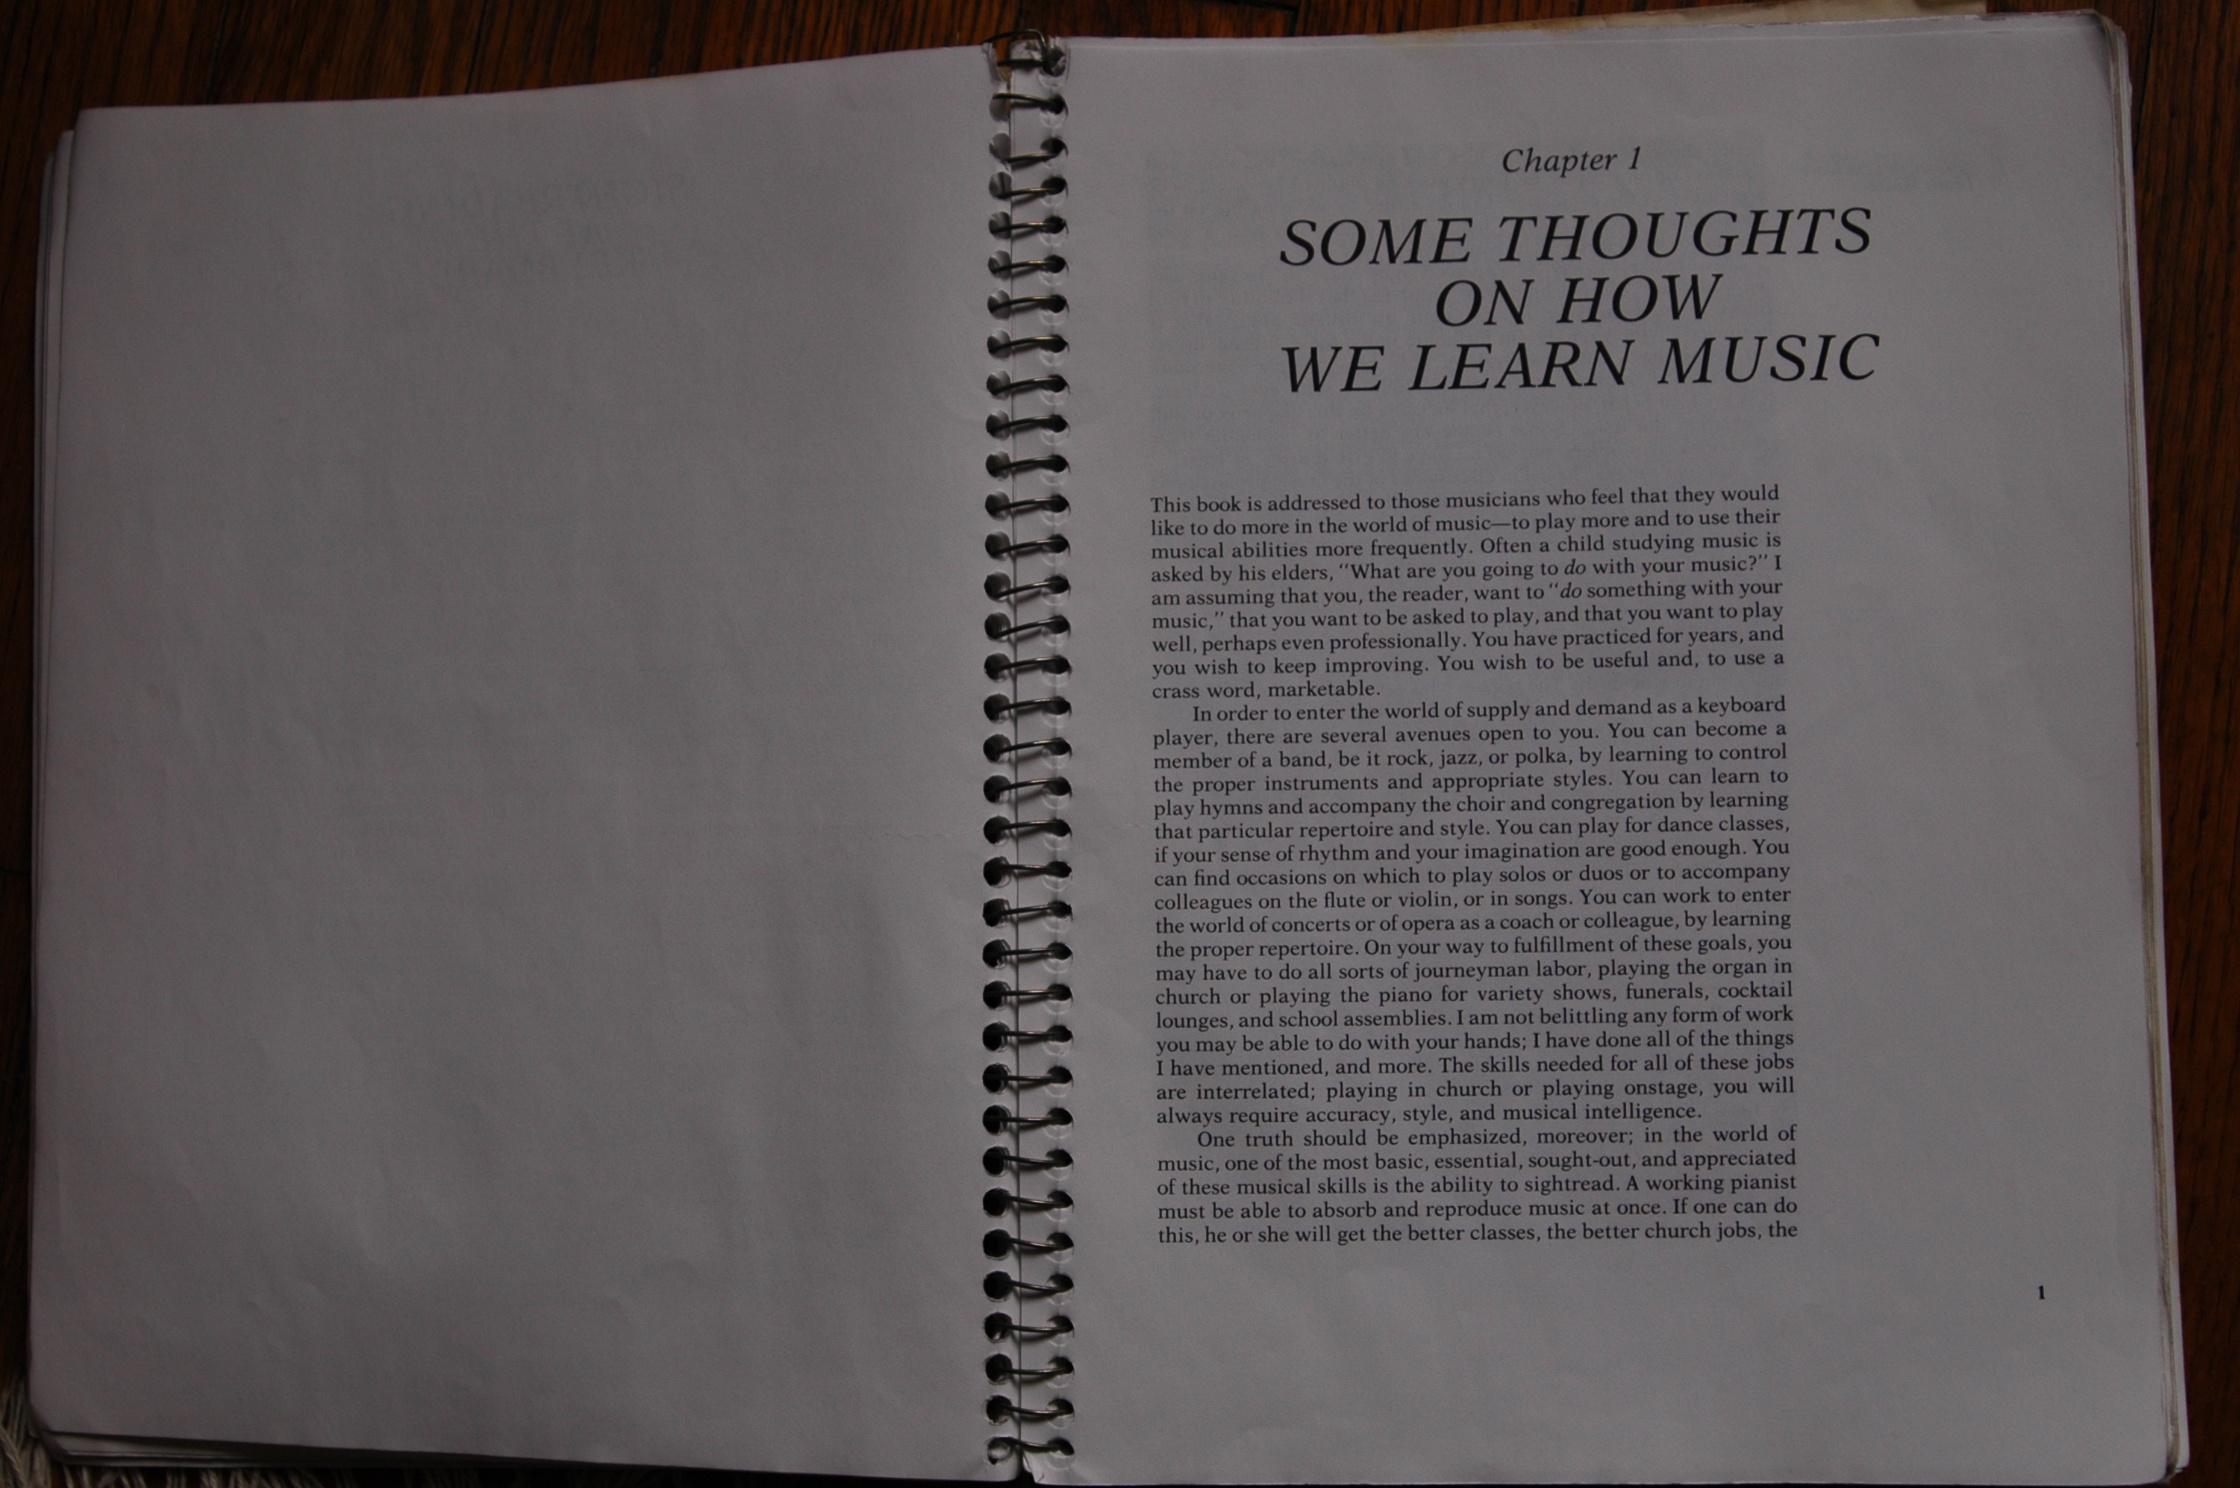 Chapter 1
SOME THOUGHTS
ON HOW
WE LEARN MUSIC
This book is addressed to those musicians who feel that they would
like to do more in the world of music—to play more and to use their
musical abilities more frequently. Often a child studying music is
asked by his elders, "What are you going to do with your music?" I
am assuming that you, the reader, want to "do something with your
music," that you want to be asked to play, and that you want to play
well, perhaps even professionally. You have practiced for years, and
you wish to keep improving. You wish to be useful and, to use a
crass word, marketable.
In order to enter the world of supply and demand as a keyboard
player, there are several avenues open to you. You can become a
member of a band, be it rock, jazz, or polka, by learning to control
the proper instruments and appropriate styles. You can learn to
play hymns and accompany the choir and congregation by learning
that particular repertoire and style. You can play for dance classes,
if your sense of rhythm and your imagination are good enough. You
can find occasions on which to play solos or duos or to accompany
colleagues on the flute or violin, or in songs. You can work to enter
the world of concerts or of opera as a coach or colleague, by learning
the proper repertoire. On your way to fulfillment of these goals, you
may have to do all sorts of journeyman labor, playing the organ in
church or playing the piano for variety shows, funerals, cocktail
lounges, and school assemblies. I am not belittling any form of work
you may be able to do with your hands; I have done all of the things
I have mentioned, and more. The skills needed for all of these jobs
are interrelated; playing in church or playing onstage, you will
always require accuracy, style, and musical intelligence.
One truth should be emphasized, moreover; in the world of
music, one of the most basic, essential, sought-out, and appreciated
of these musical skills is the ability to sightread. A working pianist
must be able to absorb and reproduce music at once. If one can do
this, he or she will get the better classes, the better church jobs, the
1